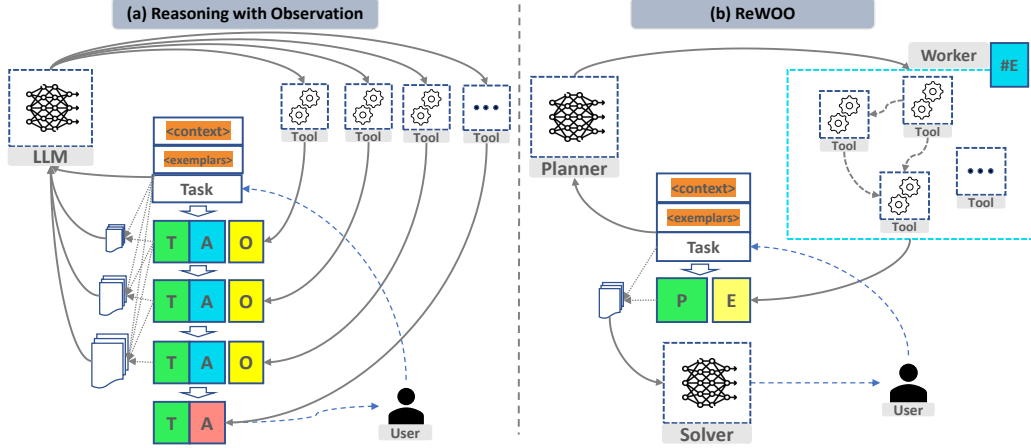 (a) Reasoning with Observation
LLM
Tool
Tool
Tool
Tool
<context>
<exemplars>
Task
T A O
T A O
T A O
T A
User
(b) ReWOO
Planner
Worker
#E
Tool
Tool
Tool
Tool
<context>
<exemplars>
Task
P E
Solver
User